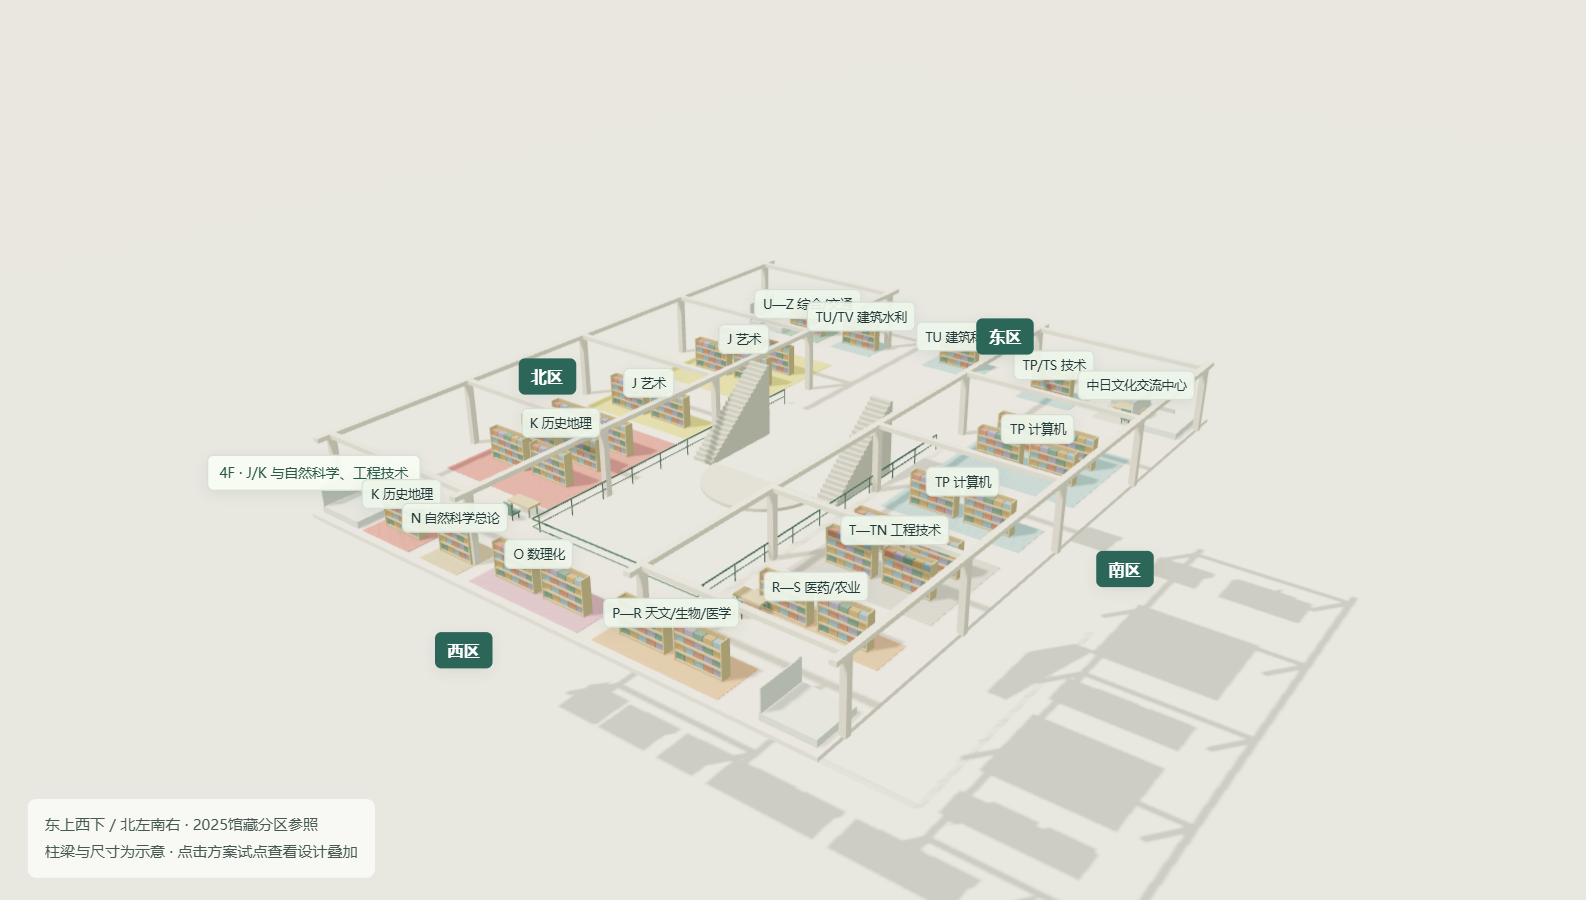 U—Z 综合/交通
TU/TV 建筑水利
TU 建筑
东区
J 艺术
TP/TS 技术
北区
J 艺术
中日文化交流中心
K 历史地理
TP 计算机
4F · J/K 与自然科学、工程技术
K 历史地理
TP 计算机
N 自然科学总论
T—TN 工程技术
O 数理化
南区
R—S 医药/农业
P—R 天文/生物/医学
西区
东上西下 / 北左南右 · 2025馆藏分区参照
柱梁与尺寸为示意 · 点击方案试点查看设计叠加